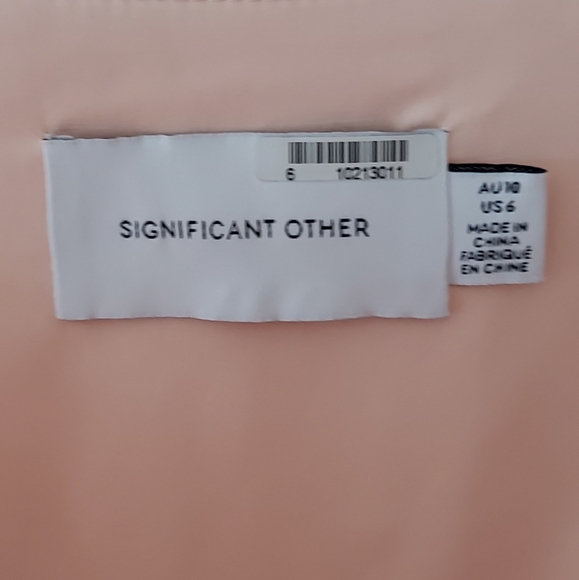 6 10213011
SIGNIFICANT OTHER
AU 10
US 6
MADE IN
CHINA
FABRIQUÉ
EN CHINE